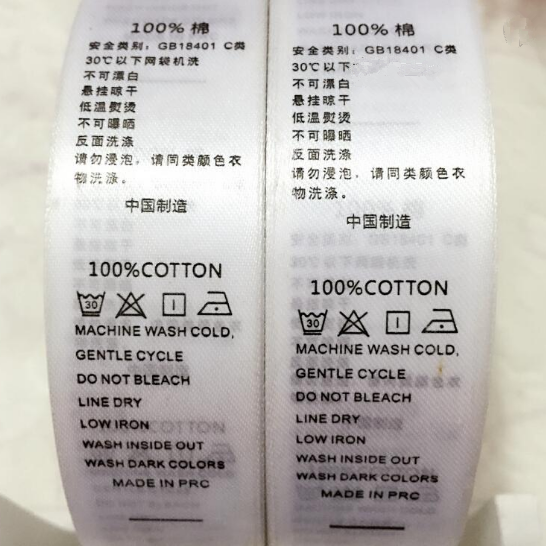 100% 棉
安全类别：GB18401 C类
30℃以下网袋机洗
不可漂白
悬挂晾干
低温熨烫
不可曝晒
反面洗涤
请勿浸泡，请同类颜色衣
物洗涤。
中国制造
100%COTTON
30
MACHINE WASH COLD,
GENTLE CYCLE
DO NOT BLEACH
LINE DRY
LOW IRON
WASH INSIDE OUT
WASH DARK COLORS
MADE IN PRC
100% 棉
安全类别：GB18401 C类
30℃以下
不可漂白
悬挂晾干
低温熨烫
不可曝晒
反面洗涤
请勿浸泡，请同类颜色衣
物洗涤。
中国制造
100%COTTON
30
MACHINE WASH COLD,
GENTLE CYCLE
DO NOT BLEACH
LINE DRY
LOW IRON
WASH INSIDE OUT
WASH DARK COLORS
MADE IN PRC